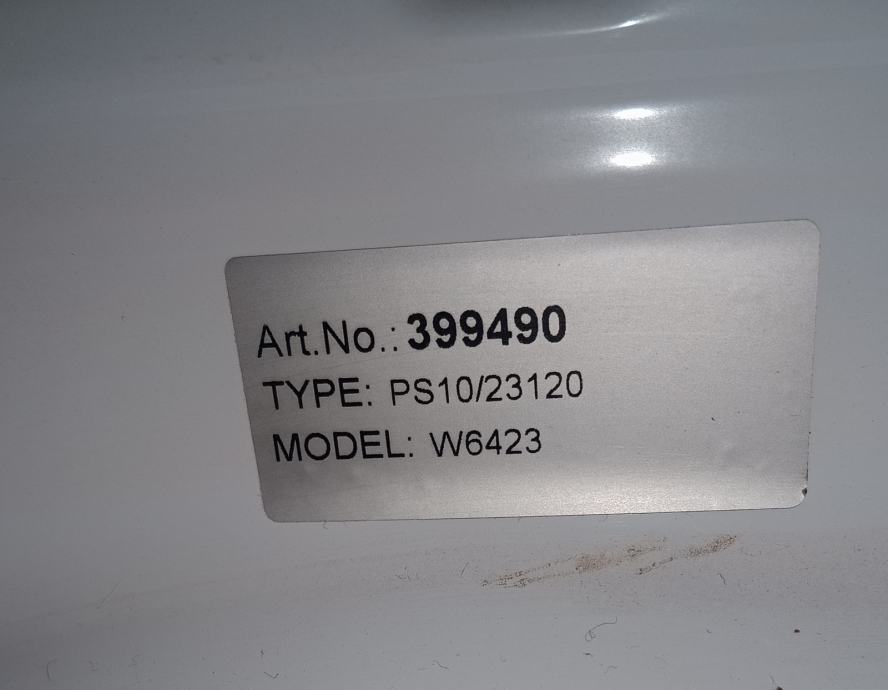 Art.No.: 399490
TYPE: PS10/23120
MODEL: W6423